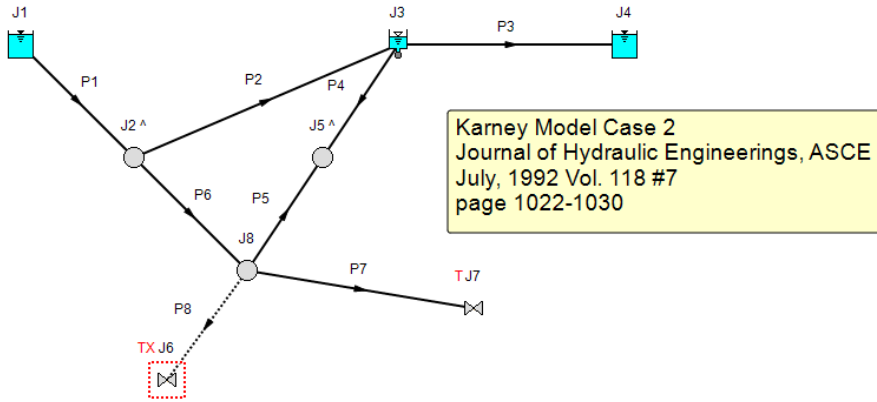 J1
J3
J4
P3
P1
P2
P4
J2 ^
J5 ^
Karney Model Case 2
Journal of Hydraulic Engineerings, ASCE
July, 1992 Vol. 118 #7
page 1022-1030
P6
P5
J8
P7
T J7
P8
TX J6